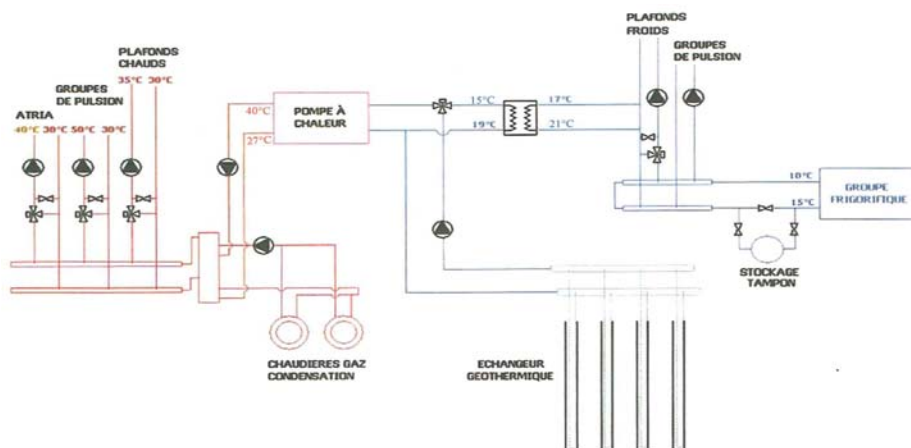 PLAFONDS
CHAUDS
35°C 30°C
GROUPES
DE PULSION
ATRIA
40°C 30°C 50°C 30°C
40°C
27°C
POMPE À
CHALEUR
15°C
19°C
17°C
21°C
PLAFONDS
FROIDS
GROUPES
DE PULSION
10°C
15°C
GROUPE
FRIGORIFIQUE
STOCKAGE
TAMPON
CHAUDIERES GAZ
CONDENSATION
ECHANGEUR
GEOTHERMIQUE